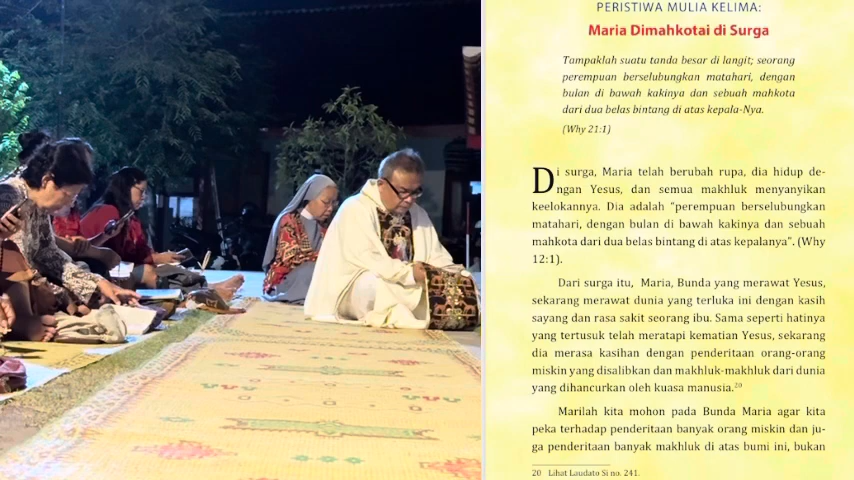 PERISTIWA MULIA KELIMA:
Maria Dimahkotai di Surga
Tampaklah suatu tanda besar di langit; seorang
perempuan berselubungkan matahari, dengan
bulan di bawah kakinya dan sebuah mahkota
dari dua belas bintang di atas kepala-Nya.
(Why 21:1)
Di surga, Maria telah berubah rupa, dia hidup de-
ngan Yesus, dan semua makhluk menyanyikan
keelokannya. Dia adalah "perempuan berselubungkan
matahari, dengan bulan di bawah kakinya dan sebuah
mahkota dari dua belas bintang di atas kepalanya". (Why
12:1).
Dari surga itu, Maria, Bunda yang merawat Yesus,
sekarang merawat dunia yang terluka ini dengan kasih
sayang dan rasa sakit seorang ibu. Sama seperti hatinya
yang tertusuk telah meratapi kematian Yesus, sekarang
dia merasa kasihan dengan penderitaan orang-orang
miskin yang disalibkan dan makhluk-makhluk dari dunia
yang dihancurkan oleh kuasa manusia.20
Marilah kita mohon pada Bunda Maria agar kita
peka terhadap penderitaan banyak orang miskin dan ju-
ga penderitaan banyak makhluk di atas bumi ini, bukan
20 Lihat Laudato Si no. 241.